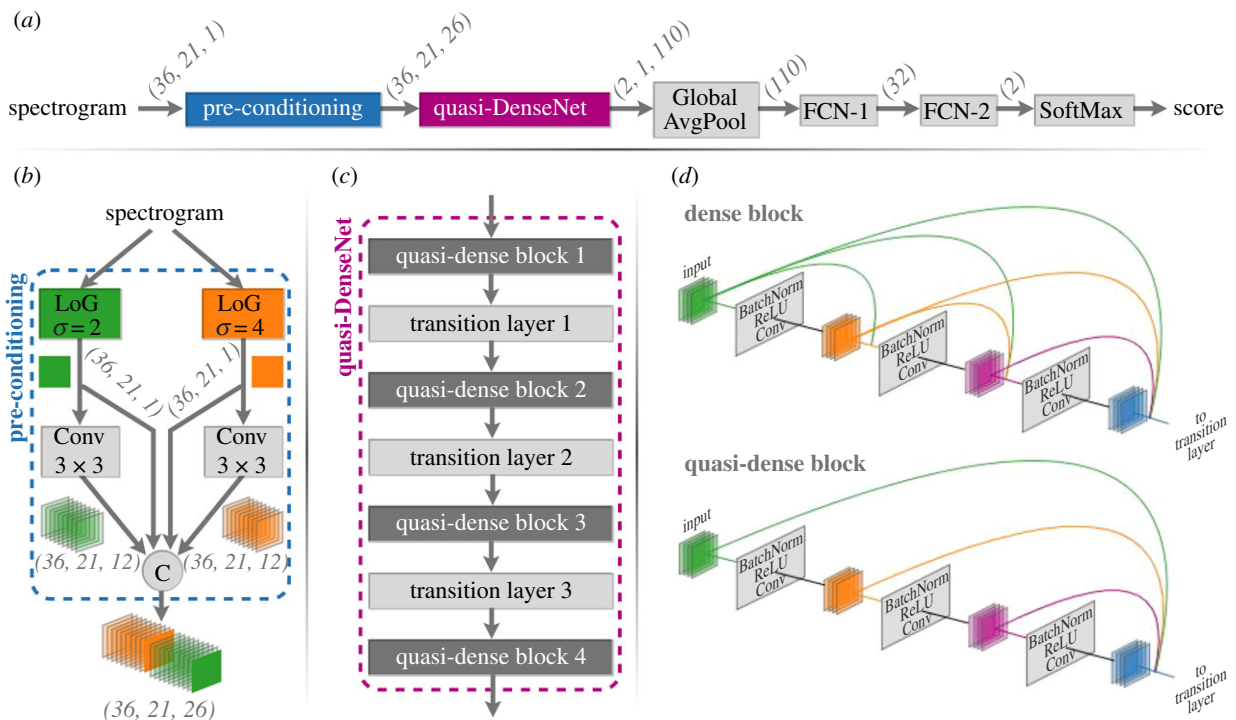 (a)
(36, 21, 1)
(36, 21, 26)
(2, 1, 110)
(110)
(32)
(2)
spectrogram
pre-conditioning
quasi-DenseNet
Global
AvgPool
FCN-1
FCN-2
SoftMax
score
(b)
spectrogram
pre-conditioning
LoG
σ=2
LoG
σ=4
(36, 21, 1)
(36, 21, 1)
Conv
3 × 3
Conv
3 × 3
(36, 21, 12)
(36, 21, 12)
C
(36, 21, 26)
(c)
quasi-DenseNet
quasi-dense block 1
transition layer 1
quasi-dense block 2
transition layer 2
quasi-dense block 3
transition layer 3
quasi-dense block 4
(d)
dense block
input
BatchNorm
ReLU
Conv
BatchNorm
ReLU
Conv
BatchNorm
ReLU
Conv
to
transition
layer
quasi-dense block
input
BatchNorm
ReLU
Conv
BatchNorm
ReLU
Conv
BatchNorm
ReLU
Conv
to
transition
layer